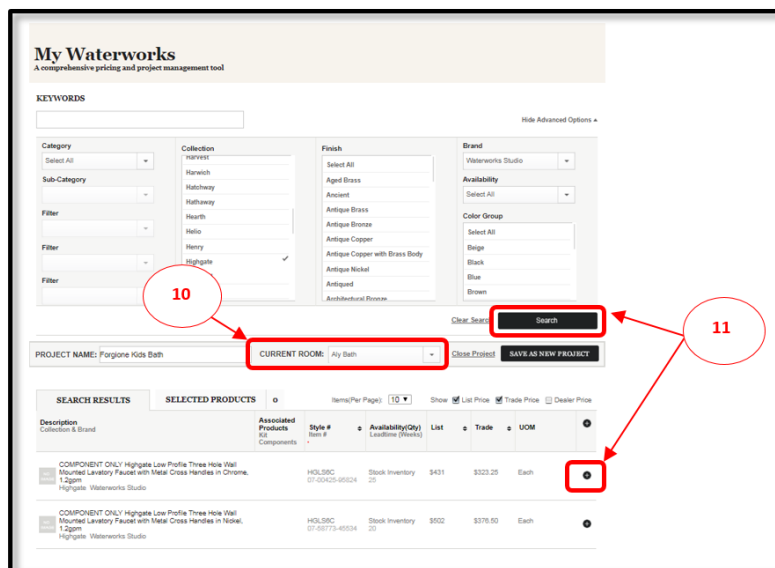 My Waterworks
A comprehensive pricing and project management tool
KEYWORDS
Hide Advanced Options
Category
Select All
Sub-Category
Filter
Filter
Filter
Collection
Harvest
Harwich
Hatchway
Hathaway
Hearth
Helio
Henry
Highgate
Finish
Select All
Aged Brass
Ancient
Antique Brass
Antique Bronze
Antique Copper
Antique Copper with Brass Body
Antique Nickel
Antiqued
Architectural Bronze
Brand
Waterworks Studio
Availability
Select All
Color Group
Select All
Beige
Black
Blue
Brown
10
11
Clear Search
Search
PROJECT NAME: Forgione Kids Bath
CURRENT ROOM: Aly Bath
Close Project
SAVE AS NEW PROJECT
SEARCH RESULTS
SELECTED PRODUCTS 0
Items(Per Page): 10
Show List Price Trade Price Dealer Price
Description
Collection & Brand
Associated
Products
Kit
Components
Style #
Item #
Availability(Qty)
Leadtime (Weeks)
List
Trade
UOM
COMPONENT ONLY Highgate Low Profile Three Hole Wall
Mounted Lavatory Faucet with Metal Cross Handles in Chrome,
1.2gpm
Highgate Waterworks Studio
HGLS8C
07-00425-95824
Stock Inventory
25
$431
$323.25
Each
COMPONENT ONLY Highgate Low Profile Three Hole Wall
Mounted Lavatory Faucet with Metal Cross Handles in Nickel,
1.2gpm
Highgate Waterworks Studio
HGLS8C
07-68773-45534
Stock Inventory
20
$502
$376.50
Each